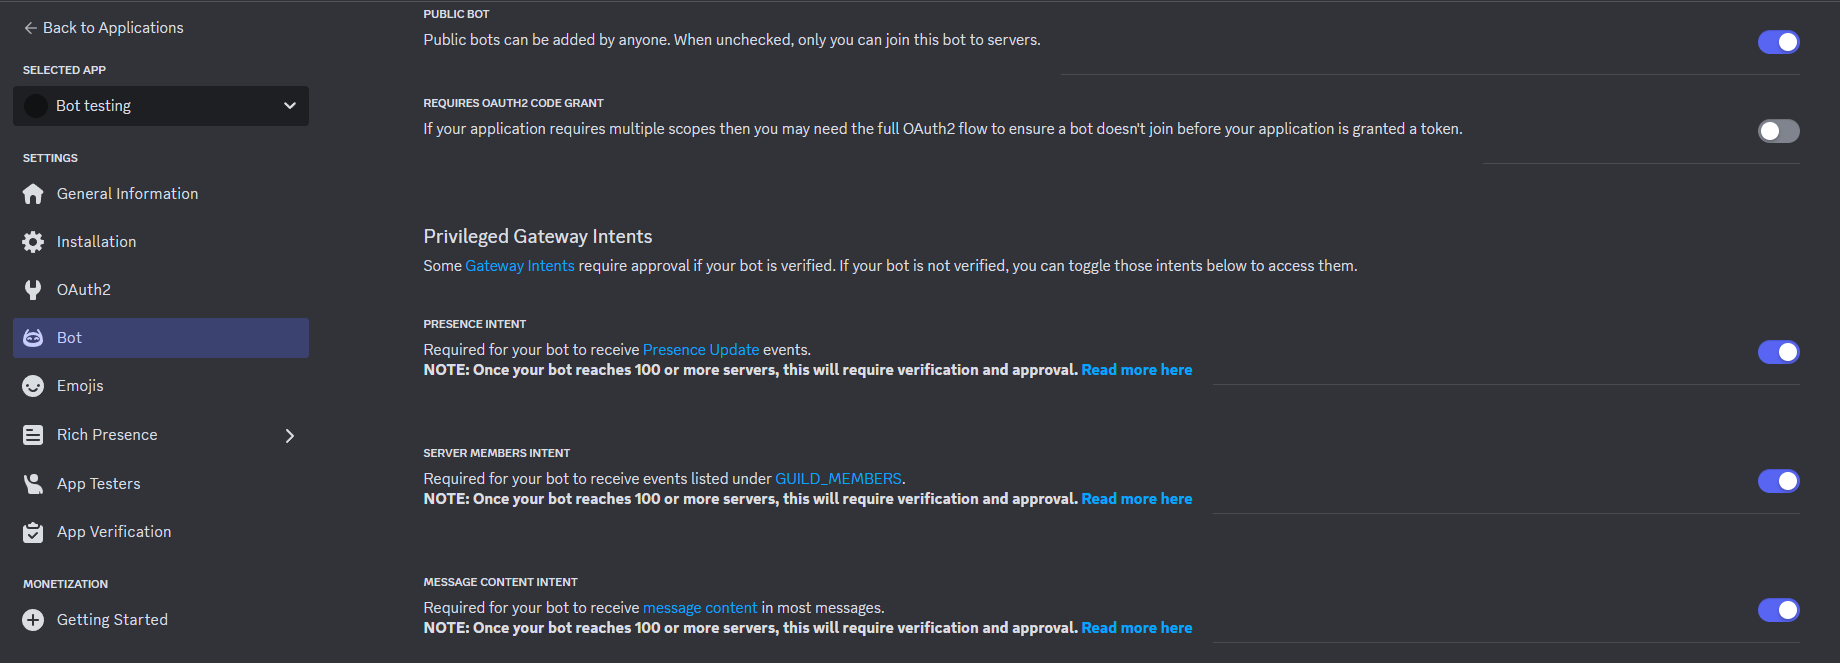 Back to Applications
SELECTED APP
Bot testing
SETTINGS
General Information
Installation
OAuth2
Bot
Emojis
Rich Presence
App Testers
App Verification
MONETIZATION
Getting Started
PUBLIC BOT
Public bots can be added by anyone. When unchecked, only you can join this bot to servers.
REQUIRES OAUTH2 CODE GRANT
If your application requires multiple scopes then you may need the full OAuth2 flow to ensure a bot doesn't join before your application is granted a token.
Privileged Gateway Intents
Some Gateway Intents require approval if your bot is verified. If your bot is not verified, you can toggle those intents below to access them.
PRESENCE INTENT
Required for your bot to receive Presence Update events.
NOTE: Once your bot reaches 100 or more servers, this will require verification and approval. Read more here
SERVER MEMBERS INTENT
Required for your bot to receive events listed under GUILD_MEMBERS.
NOTE: Once your bot reaches 100 or more servers, this will require verification and approval. Read more here
MESSAGE CONTENT INTENT
Required for your bot to receive message content in most messages.
NOTE: Once your bot reaches 100 or more servers, this will require verification and approval. Read more here